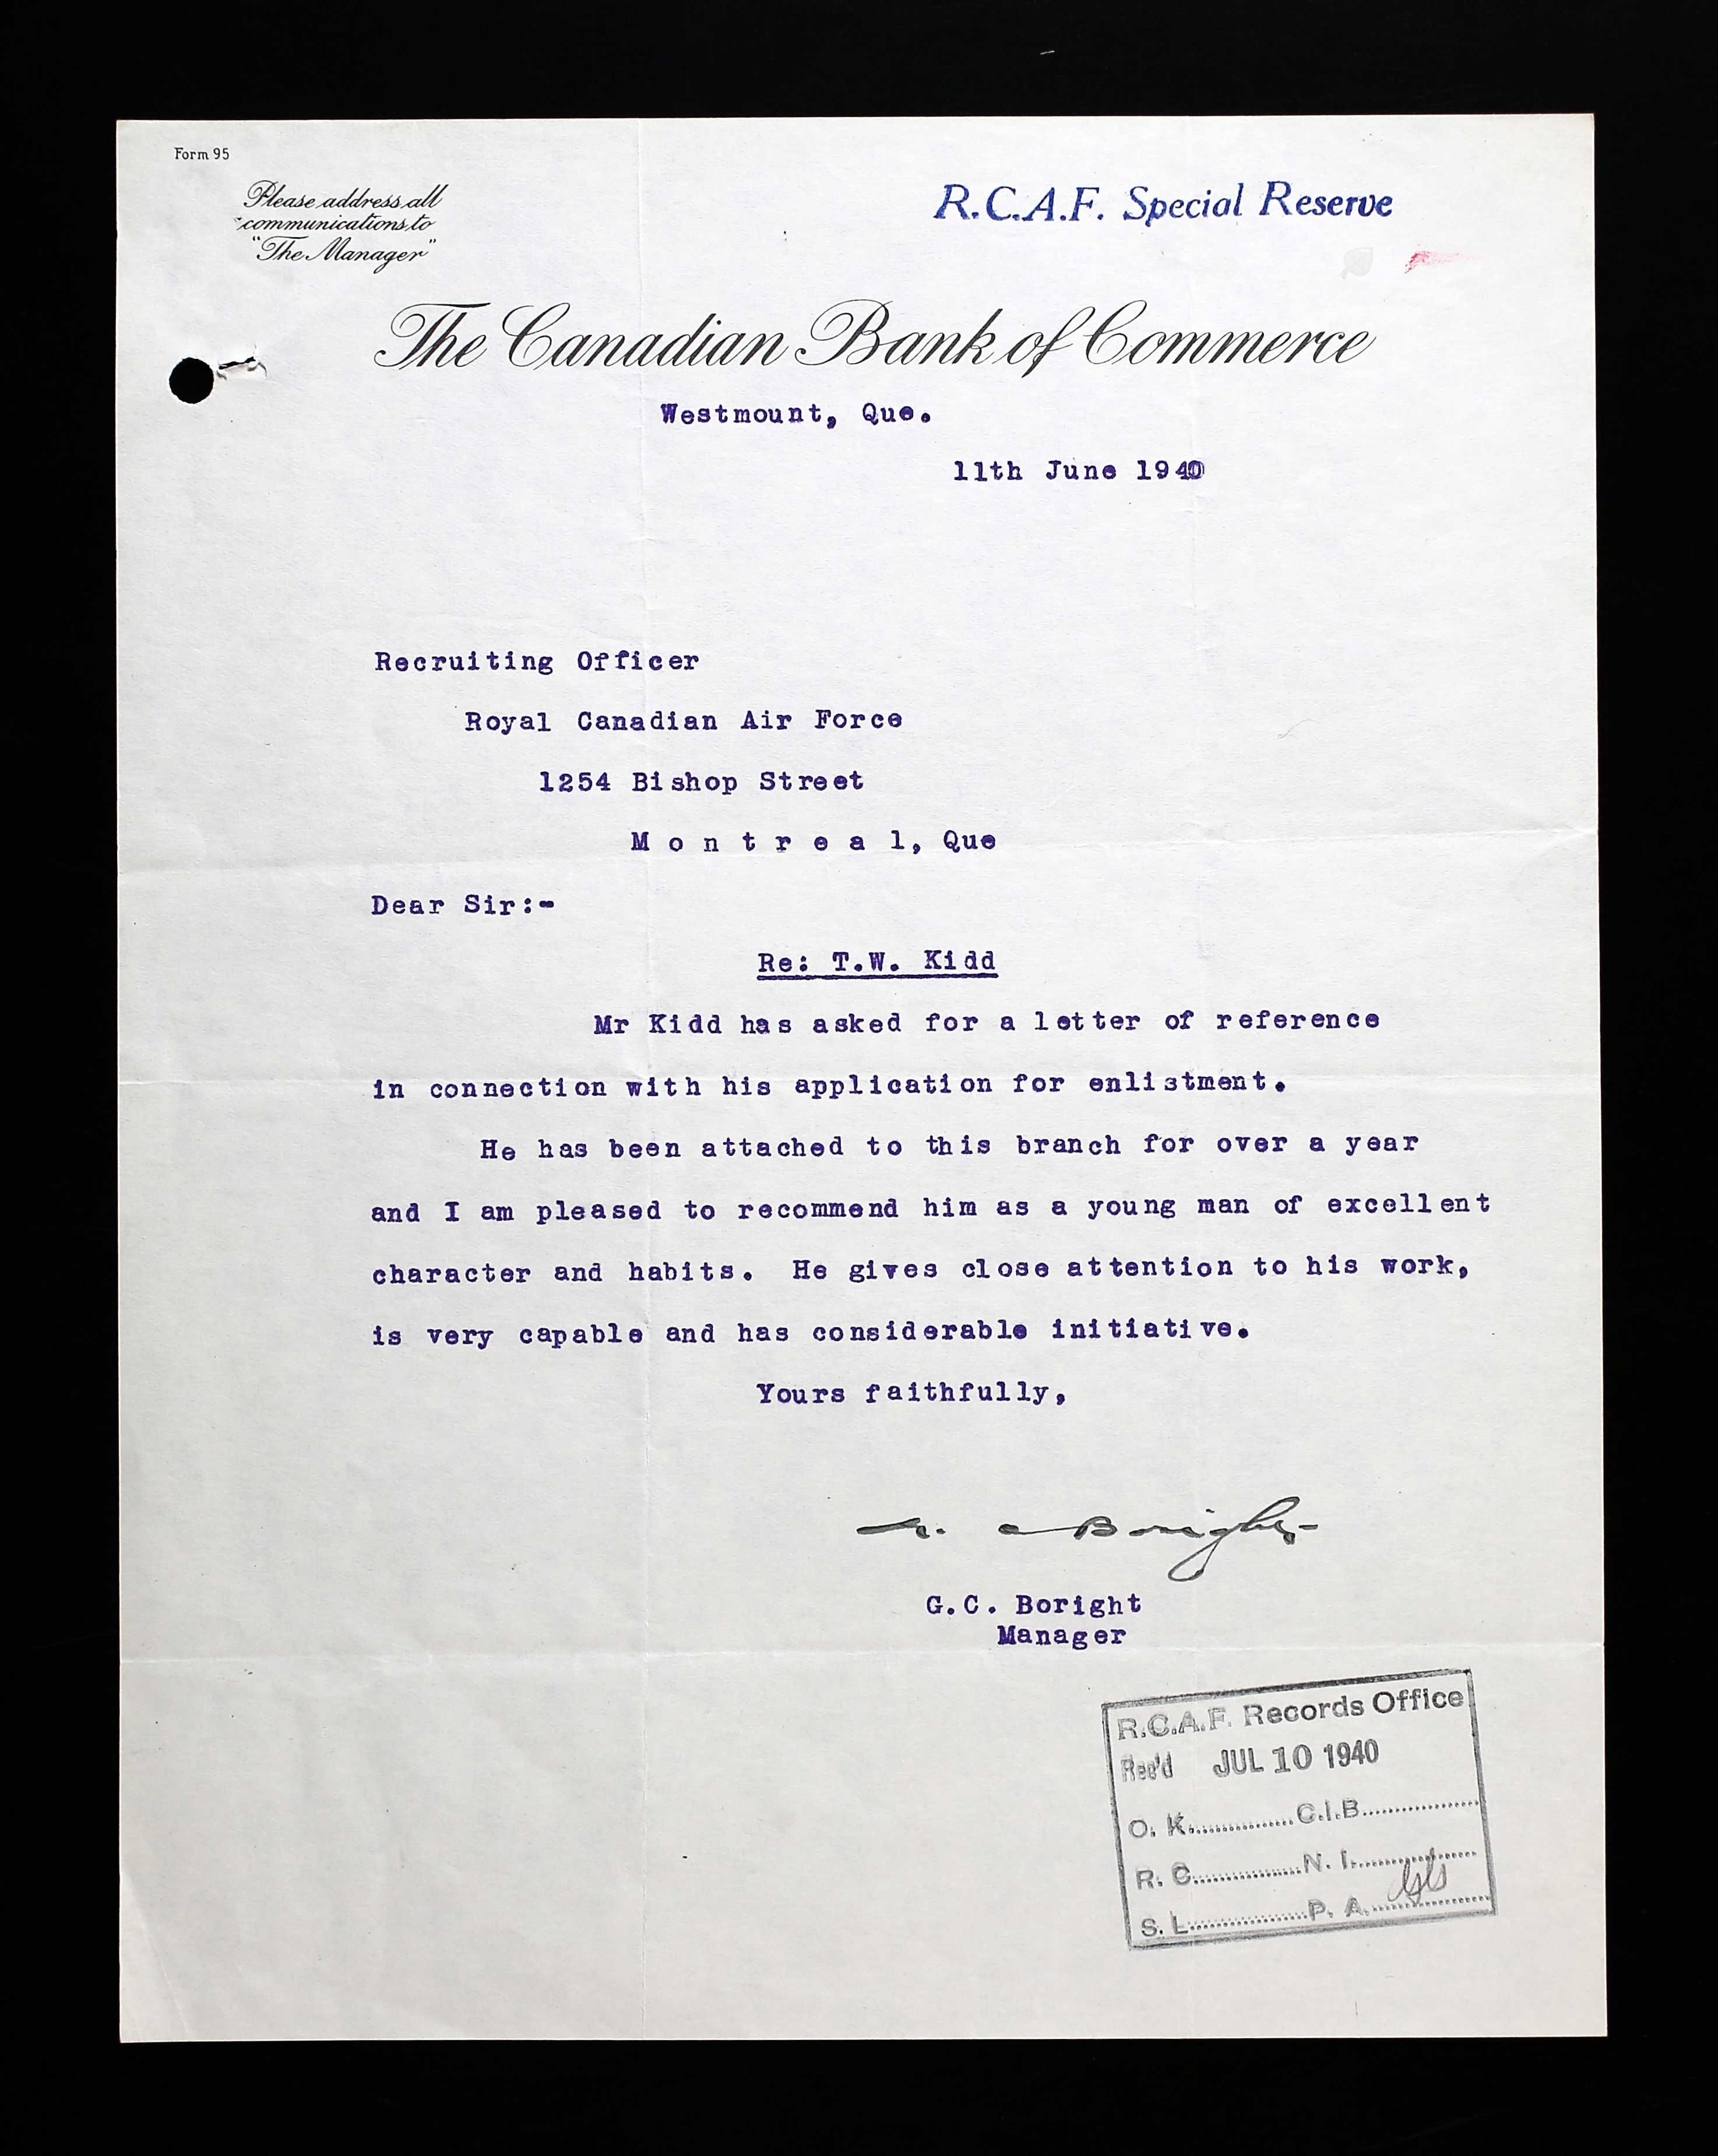 Form 95
Please address all
communications to
"The Manager"
R.C.A.F. Special Reserve
The Canadian Bank of Commerce
Westmount, Que.
11th June 1940
Recruiting Officer
Royal Canadian Air Force
1254 Bishop Street
M o n t r e a l, Que
Dear Sir:-
Re: T.W. Kidd
Mr Kidd has asked for a letter of reference
in connection with his application for enlistment.
He has been attached to this branch for over a year
and I am pleased to recommend him as a young man of excellent
character and habits. He gives close attention to his work,
is very capable and has considerable initiative.
Yours faithfully,
Boright
G.C. Boright
Manager
R.C.A.F. Records Office
Rec'd JUL 10 1940
O. K. C.I.B.
R. C. N. I.
S. L. P. A.